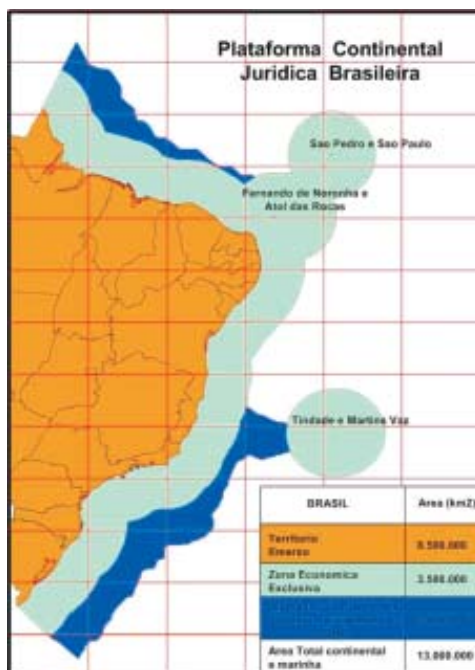 Plataforma Continental
Juridica Brasileira
Sao Pedro e Sao Paulo
Fernando de Noronha e
Atol das Rocas
Tindade e Martins Vaz
BRASIL Area (km2)
Territorio
Emerso 8.500.000
Zona Economica
Exclusiva 3.500.000
Area Total continental
e marinha 13.000.000